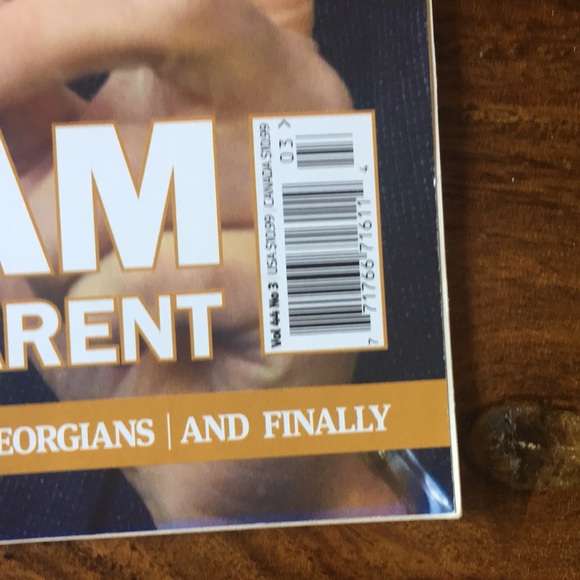 AM
ARENT
EORGIANS | AND FINALLY
Vol 44 No 3 USA $10.99 CANADA $10.99
03 >
7 71766 71611 4